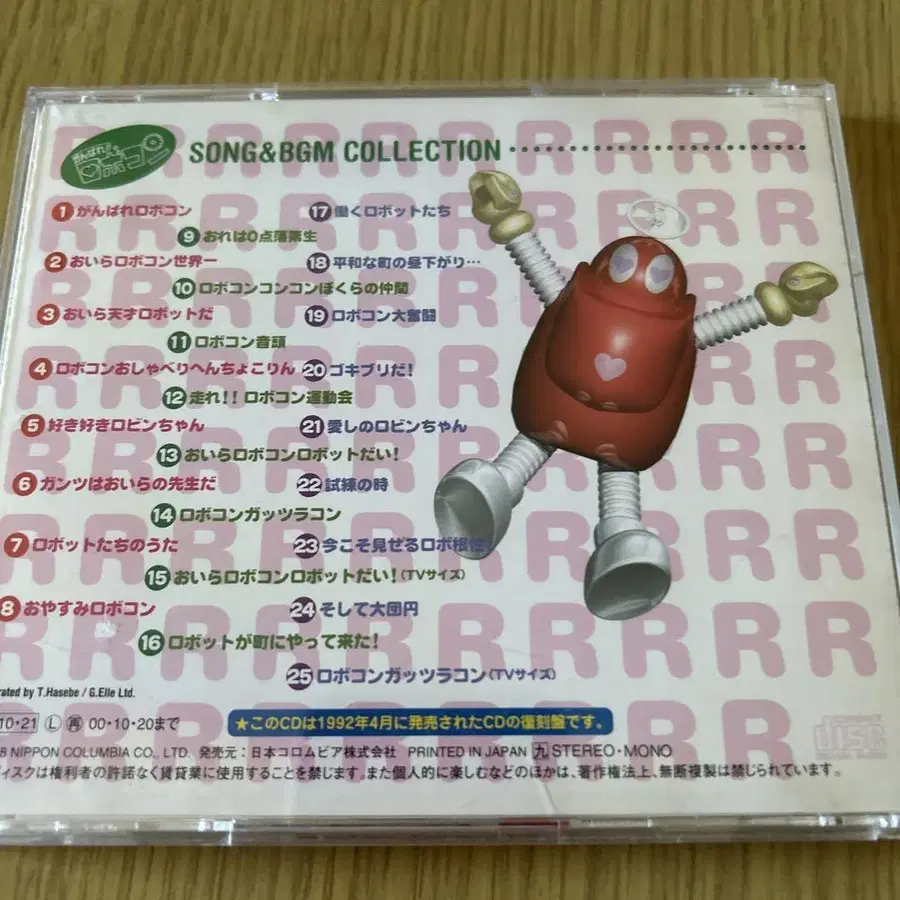 がんばれ!!
ロボコン
SONG&BGM COLLECTION
1 がんばれロボコン
2 おいらロボコン世界一
3 おいら天才ロボットだ
4 ロボコンおしゃべりへんちょこりん
5 好き好きロビンちゃん
6 ガンツはおいらの先生だ
7 ロボットたちのうた
8 おやすみロボコン
9 おれは0点落第生
10 ロボコンコンコンぼくらの仲間
11 ロボコン音頭
12 走れ!! ロボコン運動会
13 おいらロボコンロボットだい!
14 ロボコンガッツラコン
15 おいらロボコンロボットだい!(TVサイズ)
16 ロボットが町にやって来た!
17 働くロボットたち
18 平和な町の昼下がり…
19 ロボコン大奮闘
20 ゴキブリだ!
21 愛しのロビンちゃん
22 試練の時
23 今こそ見せるロボ根性!
24 そして大団円
25 ロボコンガッツラコン(TVサイズ)
rated by T.Hasebe / G.Elle Ltd.
10・21 L 再 00・10・20まで
★このCDは1992年4月に発売されたCDの復刻盤です。
8 NIPPON COLUMBIA CO., LTD. 発売元:日本コロムビア株式会社 PRINTED IN JAPAN 九 STEREO・MONO
ディスクは権利者の許諾なく賃貸業に使用することを禁じます。また個人的に楽しむなどのほかは、著作権法上、無断複製は禁じられています。
DISC